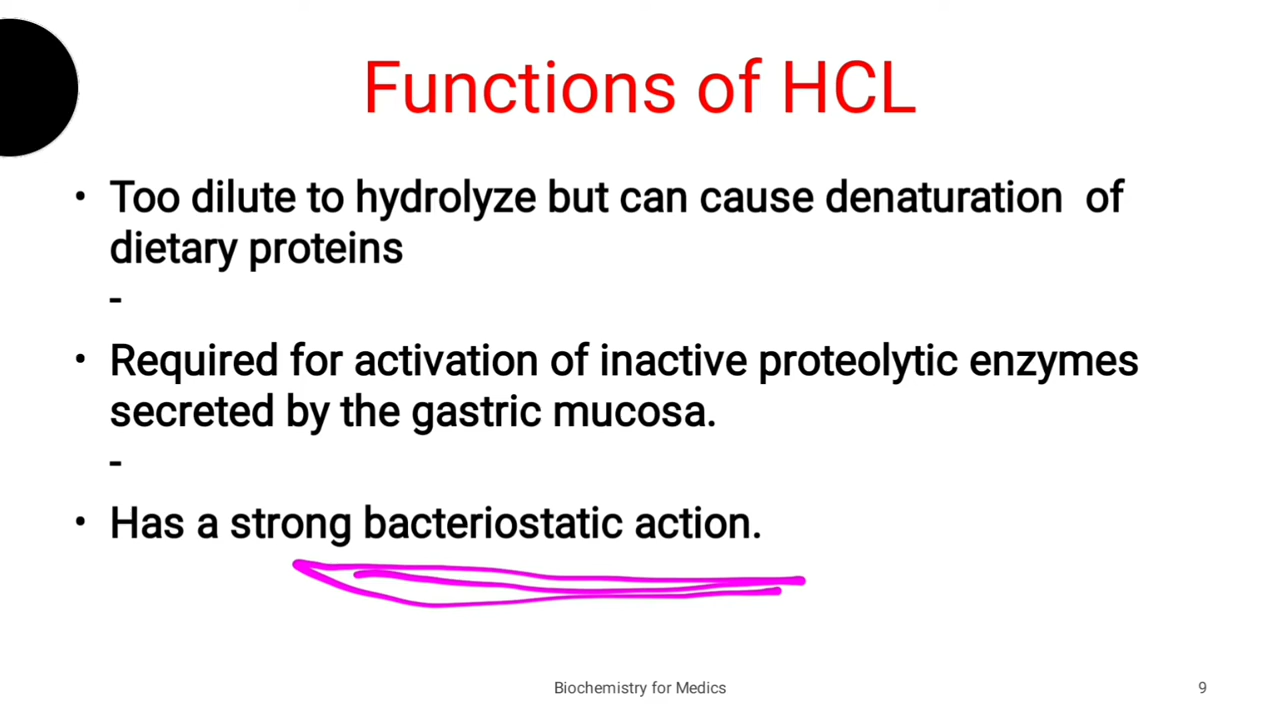 Functions of HCL
• Too dilute to hydrolyze but can cause denaturation of
dietary proteins
-
• Required for activation of inactive proteolytic enzymes
secreted by the gastric mucosa.
-
• Has a strong bacteriostatic action.
Biochemistry for Medics
9